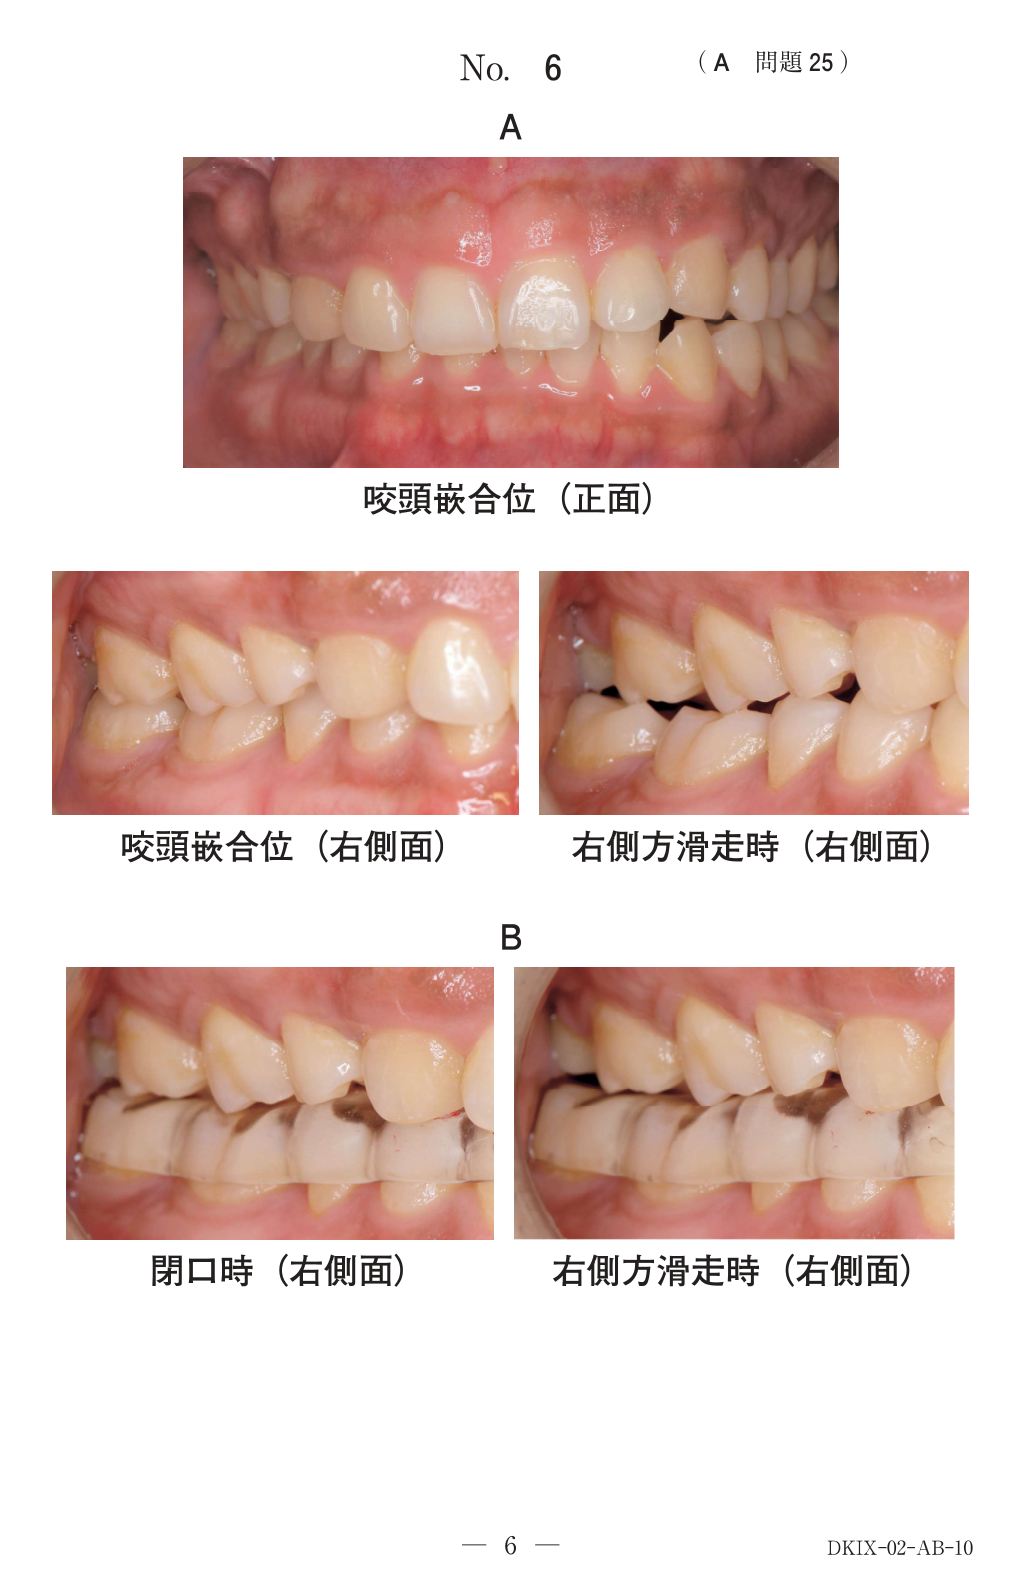 No. 6 （A 問題 25）
A
咬頭嵌合位（正面）
咬頭嵌合位（右側面） 右側方滑走時（右側面）
B
閉口時（右側面） 右側方滑走時（右側面）
— 6 — DKIX-02-AB-10